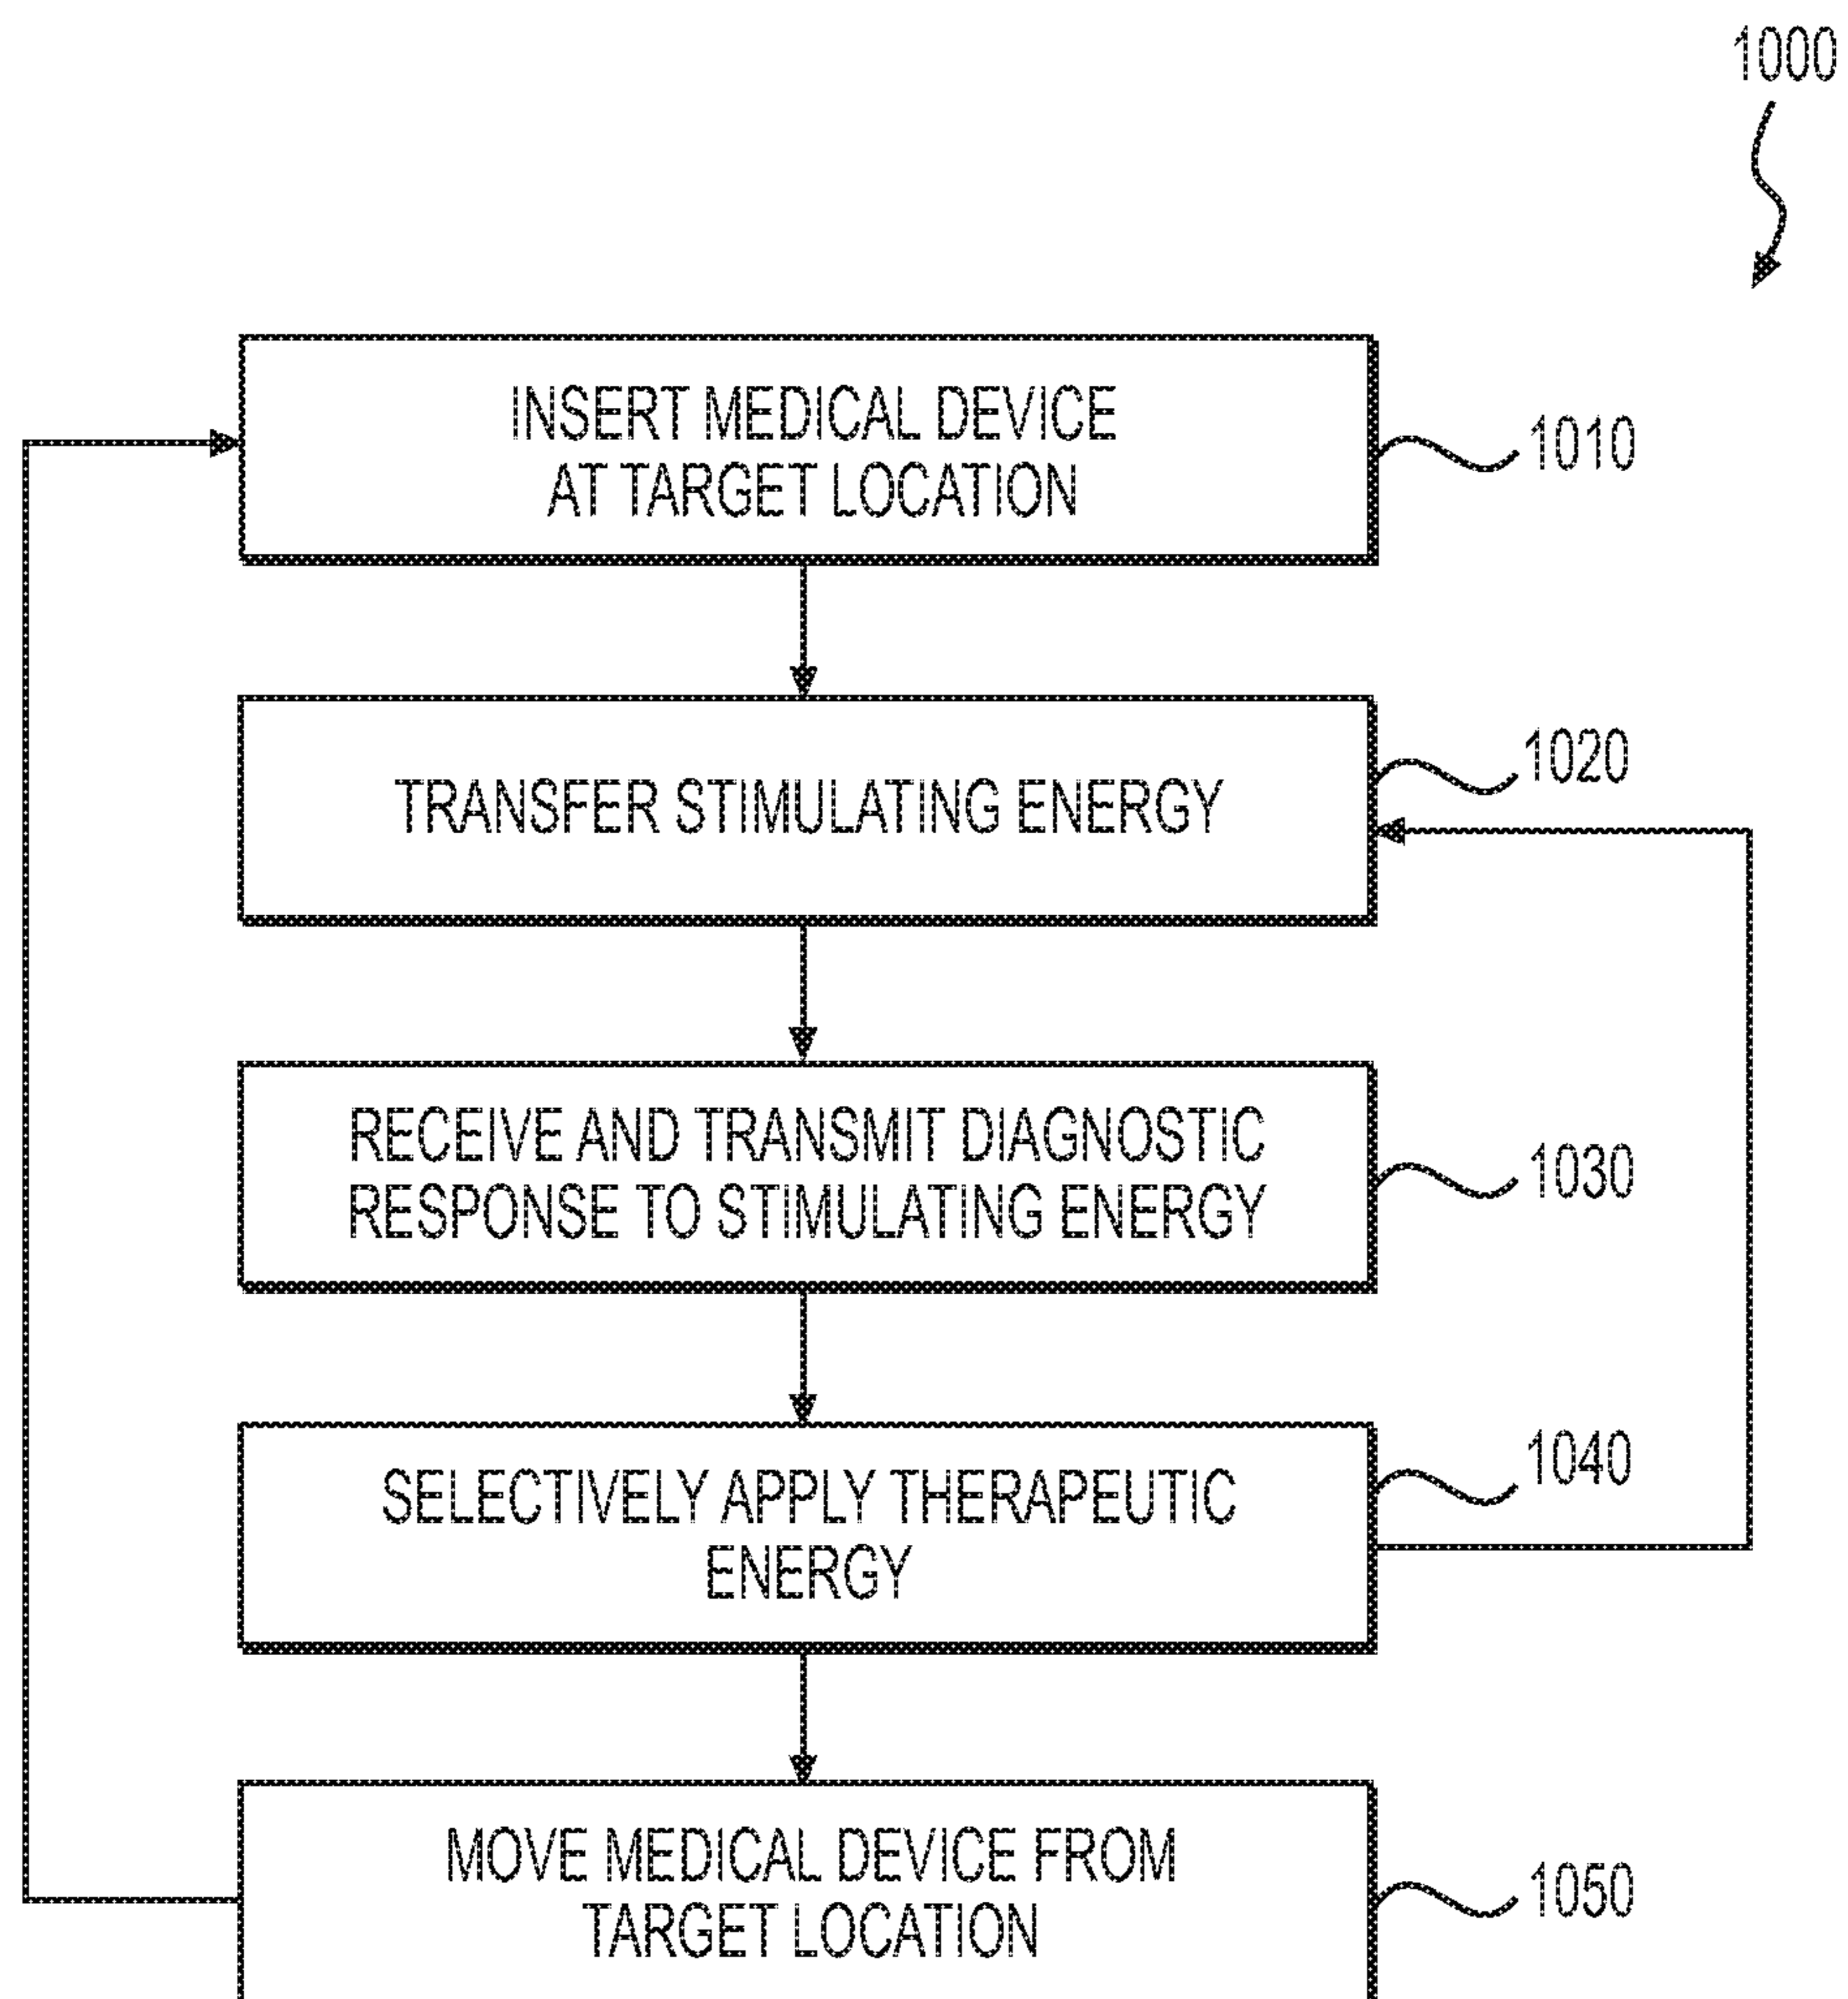 1000
INSERT MEDICAL DEVICE
AT TARGET LOCATION
1010
TRANSFER STIMULATING ENERGY
1020
RECEIVE AND TRANSMIT DIAGNOSTIC
RESPONSE TO STIMULATING ENERGY
1030
SELECTIVELY APPLY THERAPEUTIC
ENERGY
1040
MOVE MEDICAL DEVICE FROM
TARGET LOCATION
1050